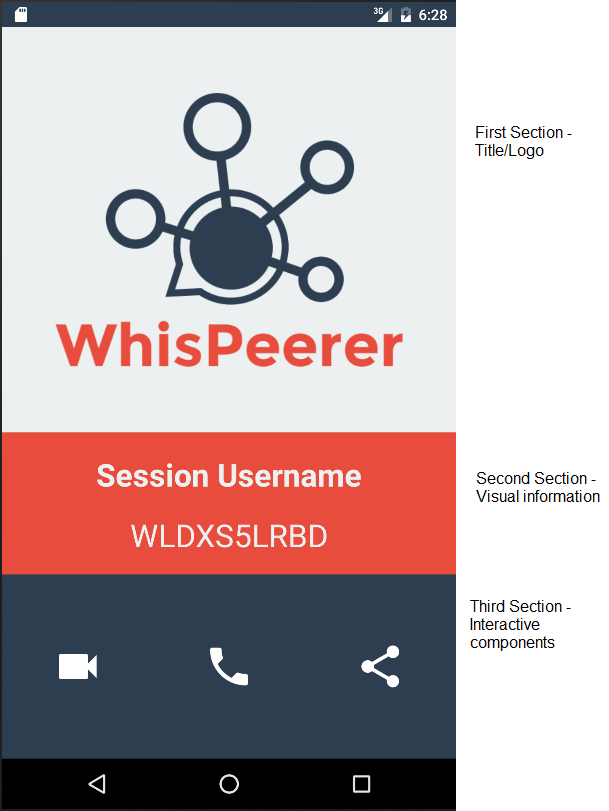 3G 6:28
First Section -
Title/Logo
WhisPeerer
Session Username
WLDXS5LRBD
Second Section -
Visual information
Third Section -
Interactive
components